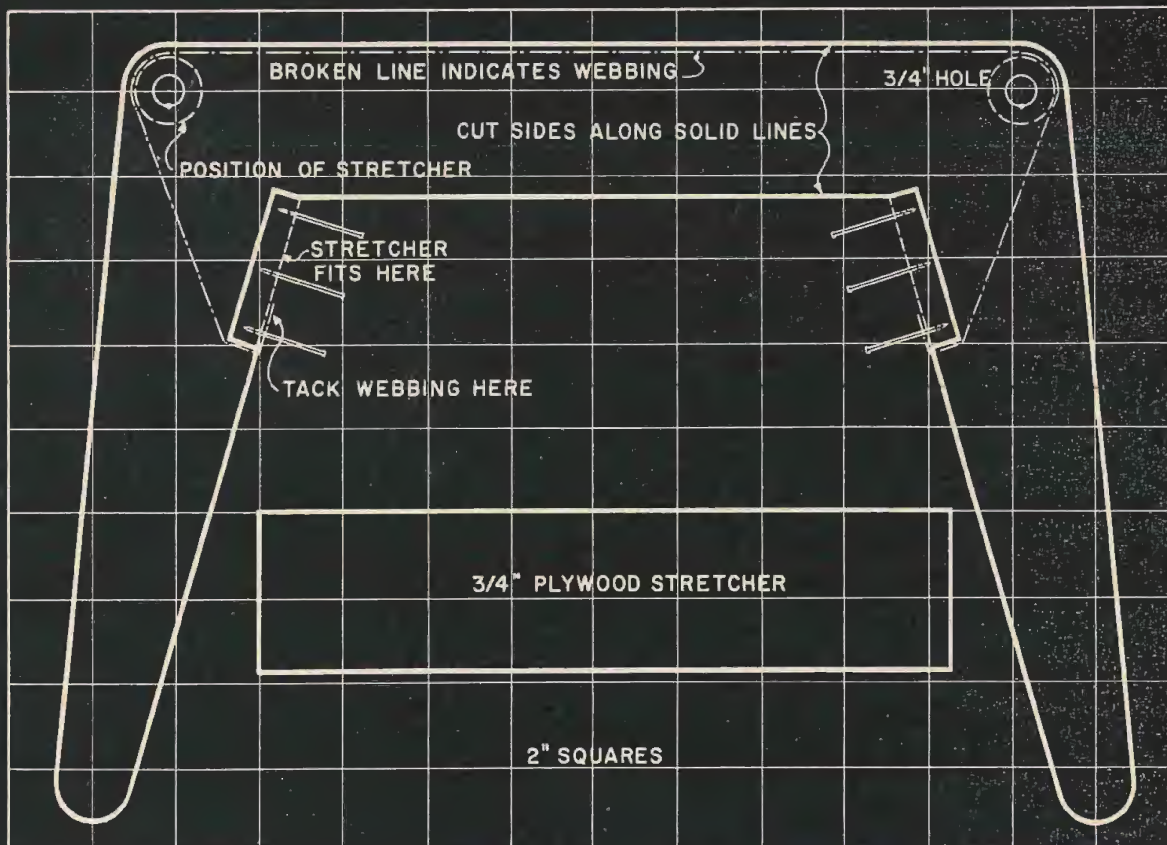 BROKEN LINE INDICATES WEBBING
3/4" HOLE
CUT SIDES ALONG SOLID LINES
POSITION OF STRETCHER
STRETCHER
FITS HERE
TACK WEBBING HERE
3/4" PLYWOOD STRETCHER
2" SQUARES